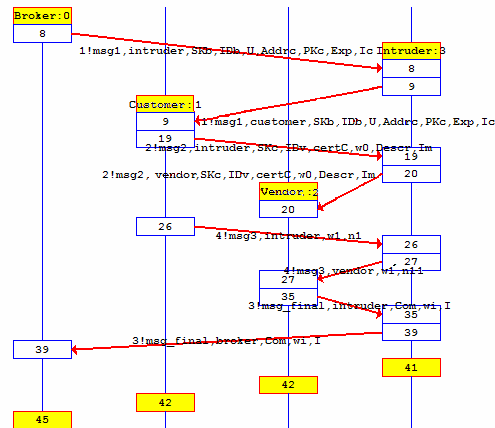 Broker:0
8
1!msg1,intruder,SKb,IDb,U,Addrc,PKc,Exp,Ic
Intruder:3
8
9
Customer:1
9
1!msg1,customer,SKb,IDb,U,Addrc,PKc,Exp,Ic
19
2!msg2,intruder,SKC,IDv,certC,w0,Descr,Im
19
2!msg2, vendor,SKc,IDv,certC,w0,Descr,Im
20
Vendor.:2
20
26
4!msg3,intruder,w1,n1
26
27
4!msg3,vendor,wi,ni1
27
35
3!msg_final,intruder,Com,wi,I
35
39
3!msg_final,broker,Com,wi,I
39
41
42
42
45